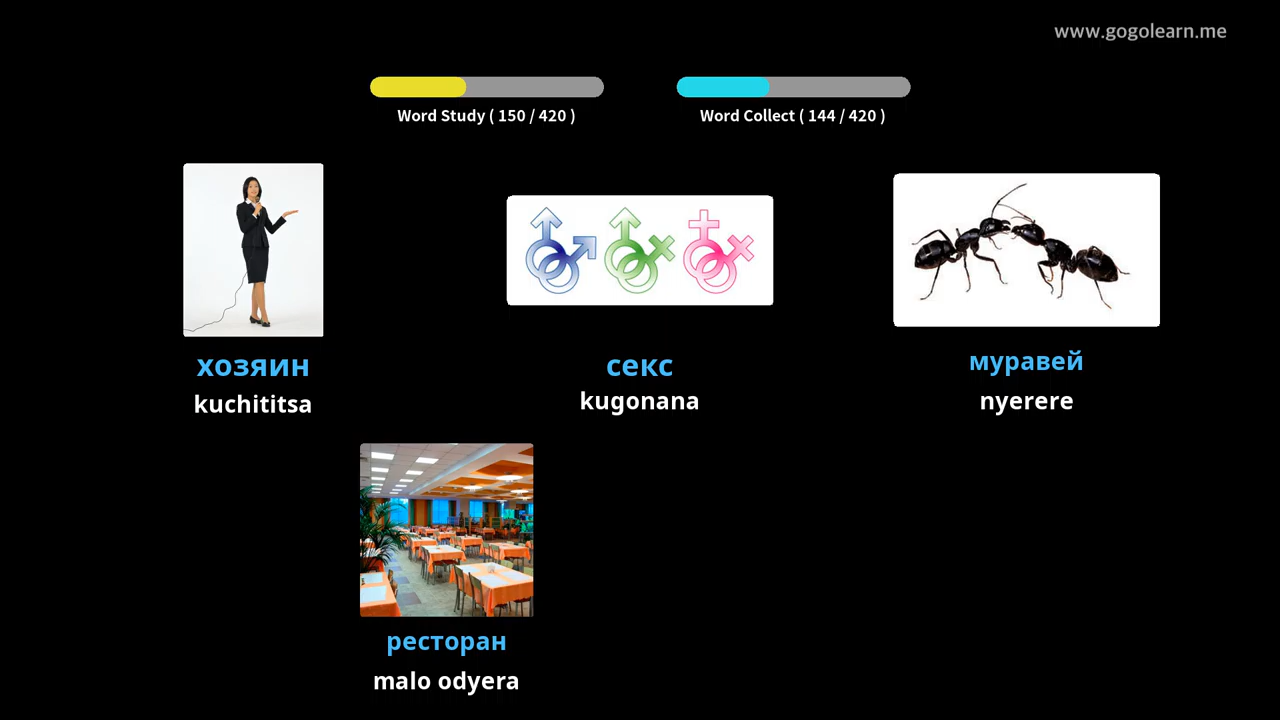 www.gogolearn.me
Word Study ( 150 / 420 )
Word Collect ( 144 / 420 )
хозяин
kuchititsa
секс
kugonana
муравей
nyerere
ресторан
malo odyera